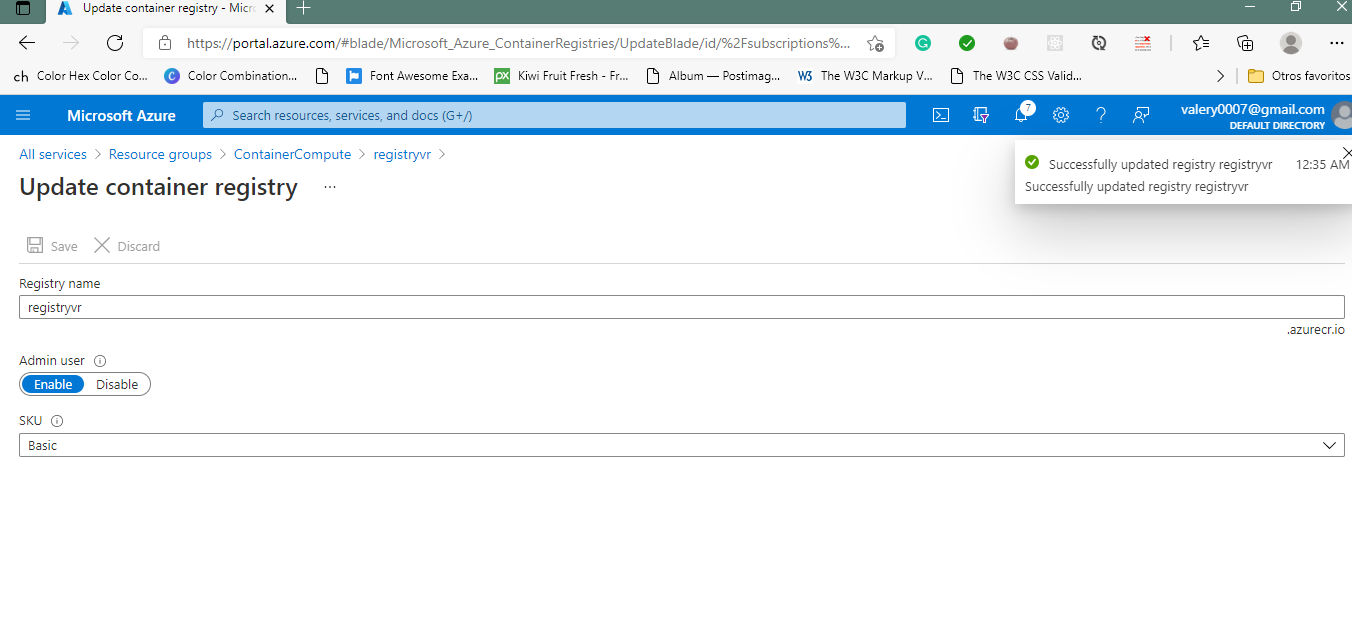 Update container registry - Micr
https://portal.azure.com/#blade/Microsoft_Azure_ContainerRegistries/UpdateBlade/id/%2Fsubscriptions%...
ch Color Hex Color Co... C Color Combination... Font Awesome Exa... px Kiwi Fruit Fresh - Fr... Album — Postimag... W3 The W3C Markup V... The W3C CSS Valid... Otros favoritos
Microsoft Azure Search resources, services, and docs (G+/) 7 valery0007@gmail.com
DEFAULT DIRECTORY
All services > Resource groups > ContainerCompute > registryvr >
Update container registry ...
Successfully updated registry registryvr 12:35 AM
Successfully updated registry registryvr
Save Discard
Registry name
registryvr
.azurecr.io
Admin user
Enable Disable
SKU
Basic